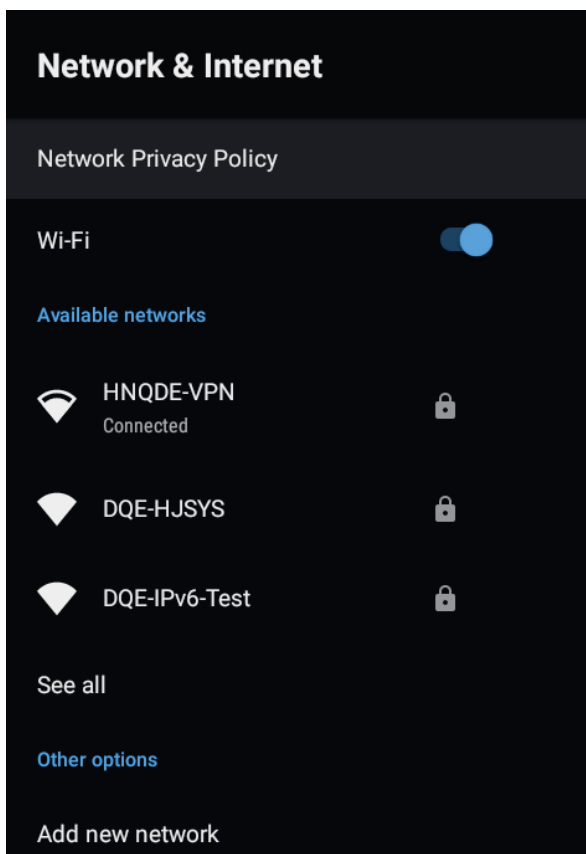 Network & Internet
Network Privacy Policy
Wi-Fi
Available networks
HNQDE-VPN
Connected
DQE-HJSYS
DQE-IPv6-Test
See all
Other options
Add new network